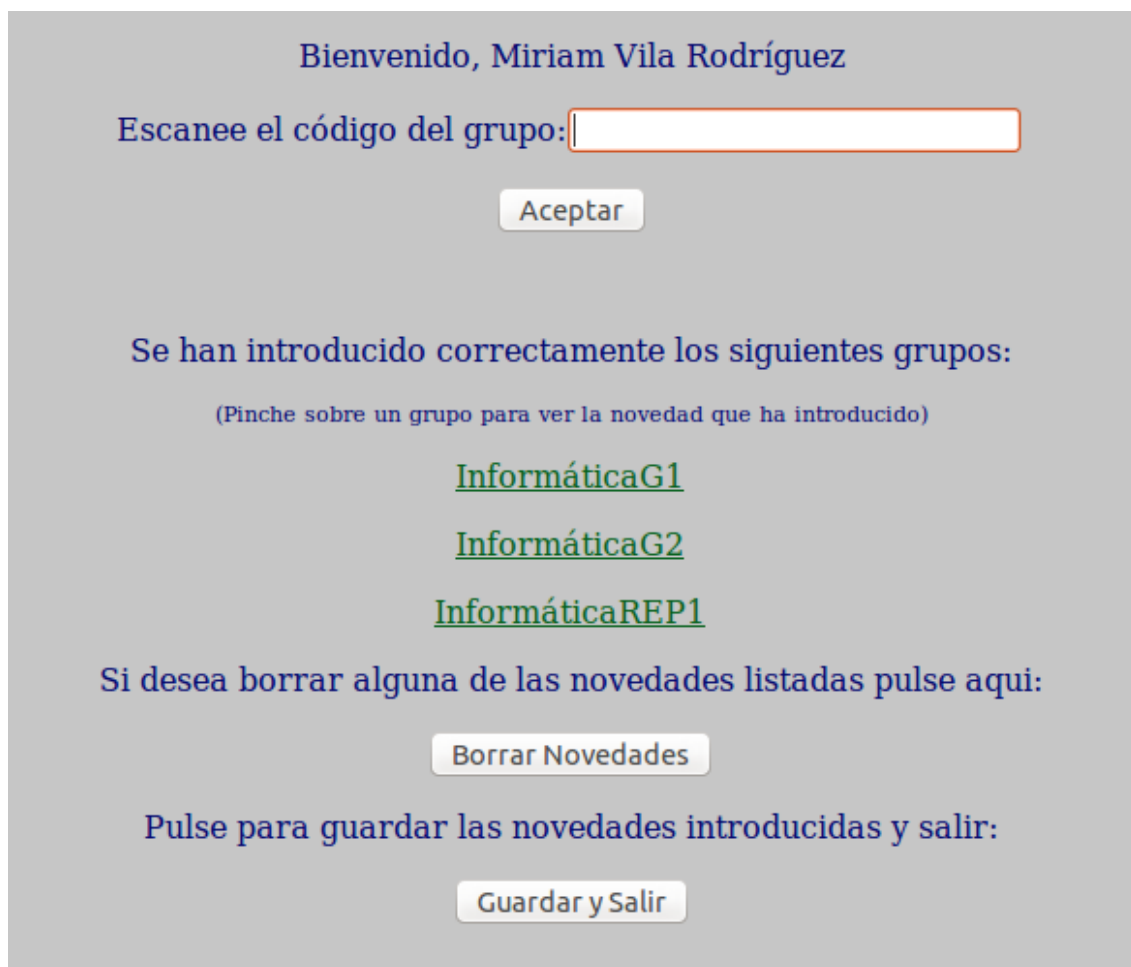 Bienvenido, Miriam Vila Rodríguez
Escanee el código del grupo:
Aceptar
Se han introducido correctamente los siguientes grupos:
(Pinche sobre un grupo para ver la novedad que ha introducido)
InformáticaG1
InformáticaG2
InformáticaREP1
Si desea borrar alguna de las novedades listadas pulse aqui:
Borrar Novedades
Pulse para guardar las novedades introducidas y salir:
Guardar y Salir